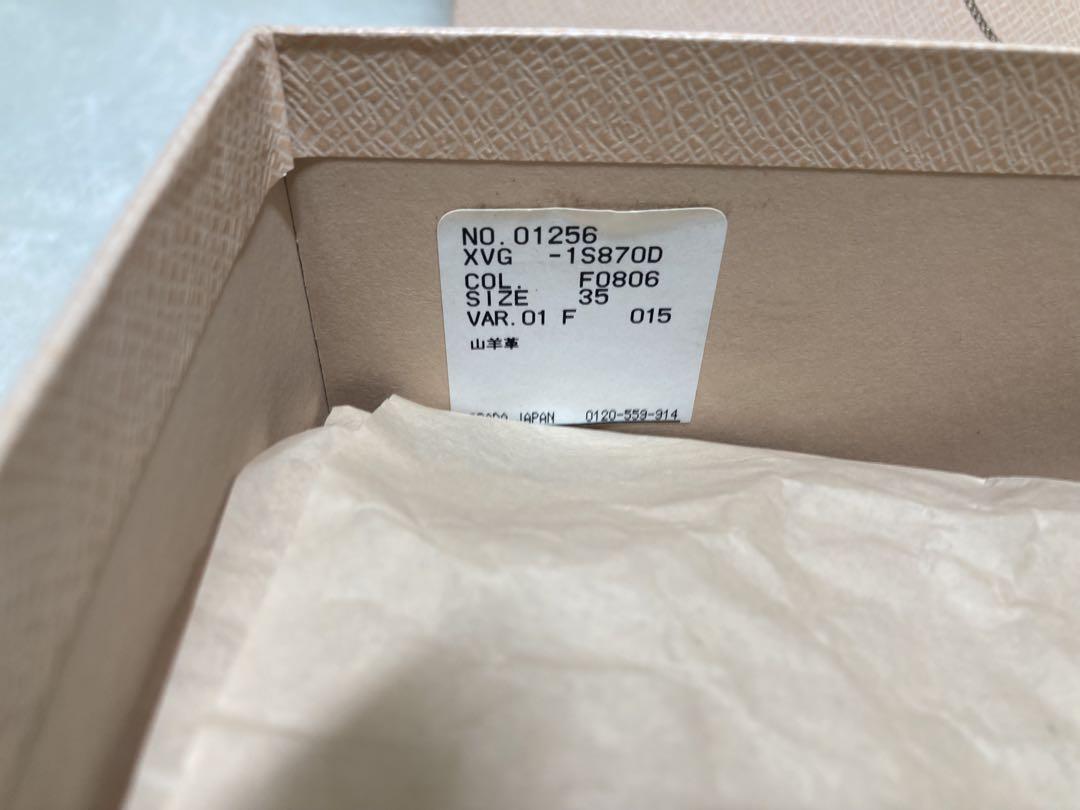 NO.01256
XVG -1S870D
COL. F0806
SIZE 35
VAR.01 F 015
山羊革
JAPAN 0120-559-914